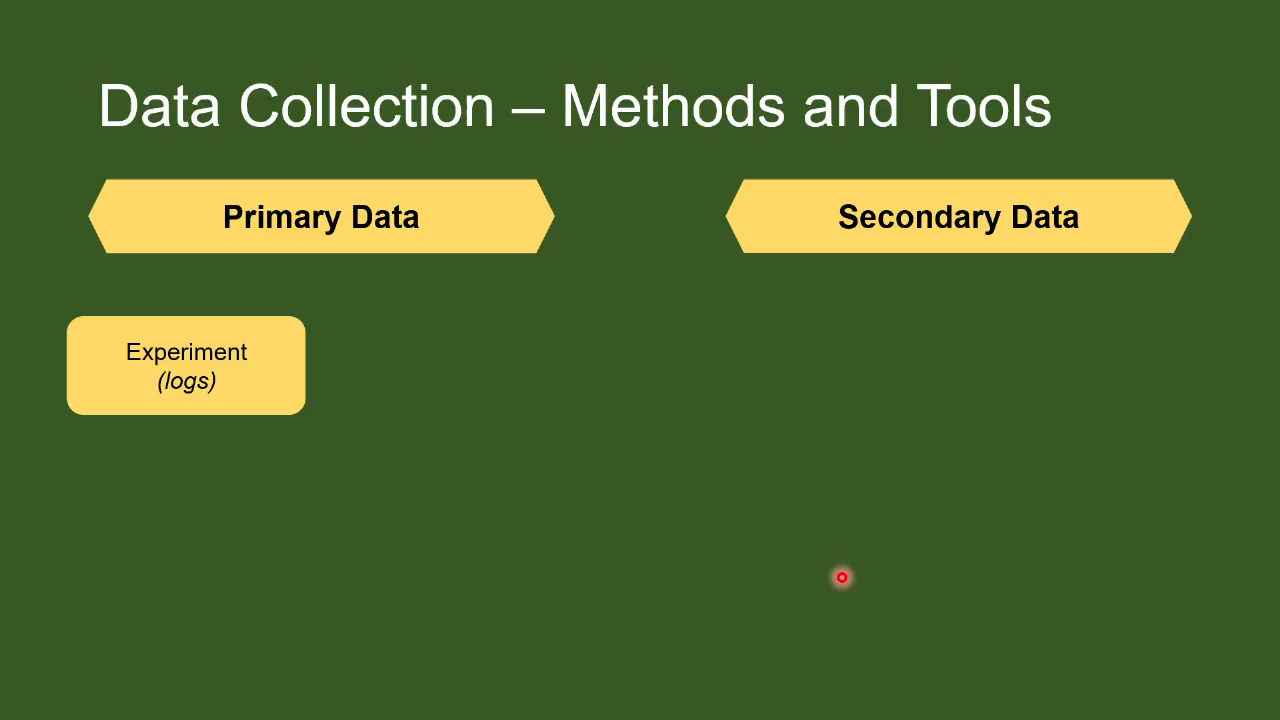 Data Collection – Methods and Tools
Primary Data
Secondary Data
Experiment
(logs)